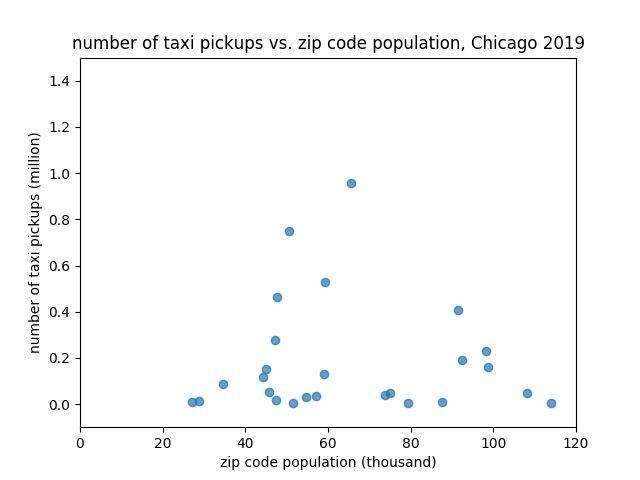 number of taxi pickups vs. zip code population, Chicago 2019
1.4
1.2
1.0
0.8
0.6
0.4
0.2
0.0
number of taxi pickups (million)
0 20 40 60 80 100 120
zip code population (thousand)